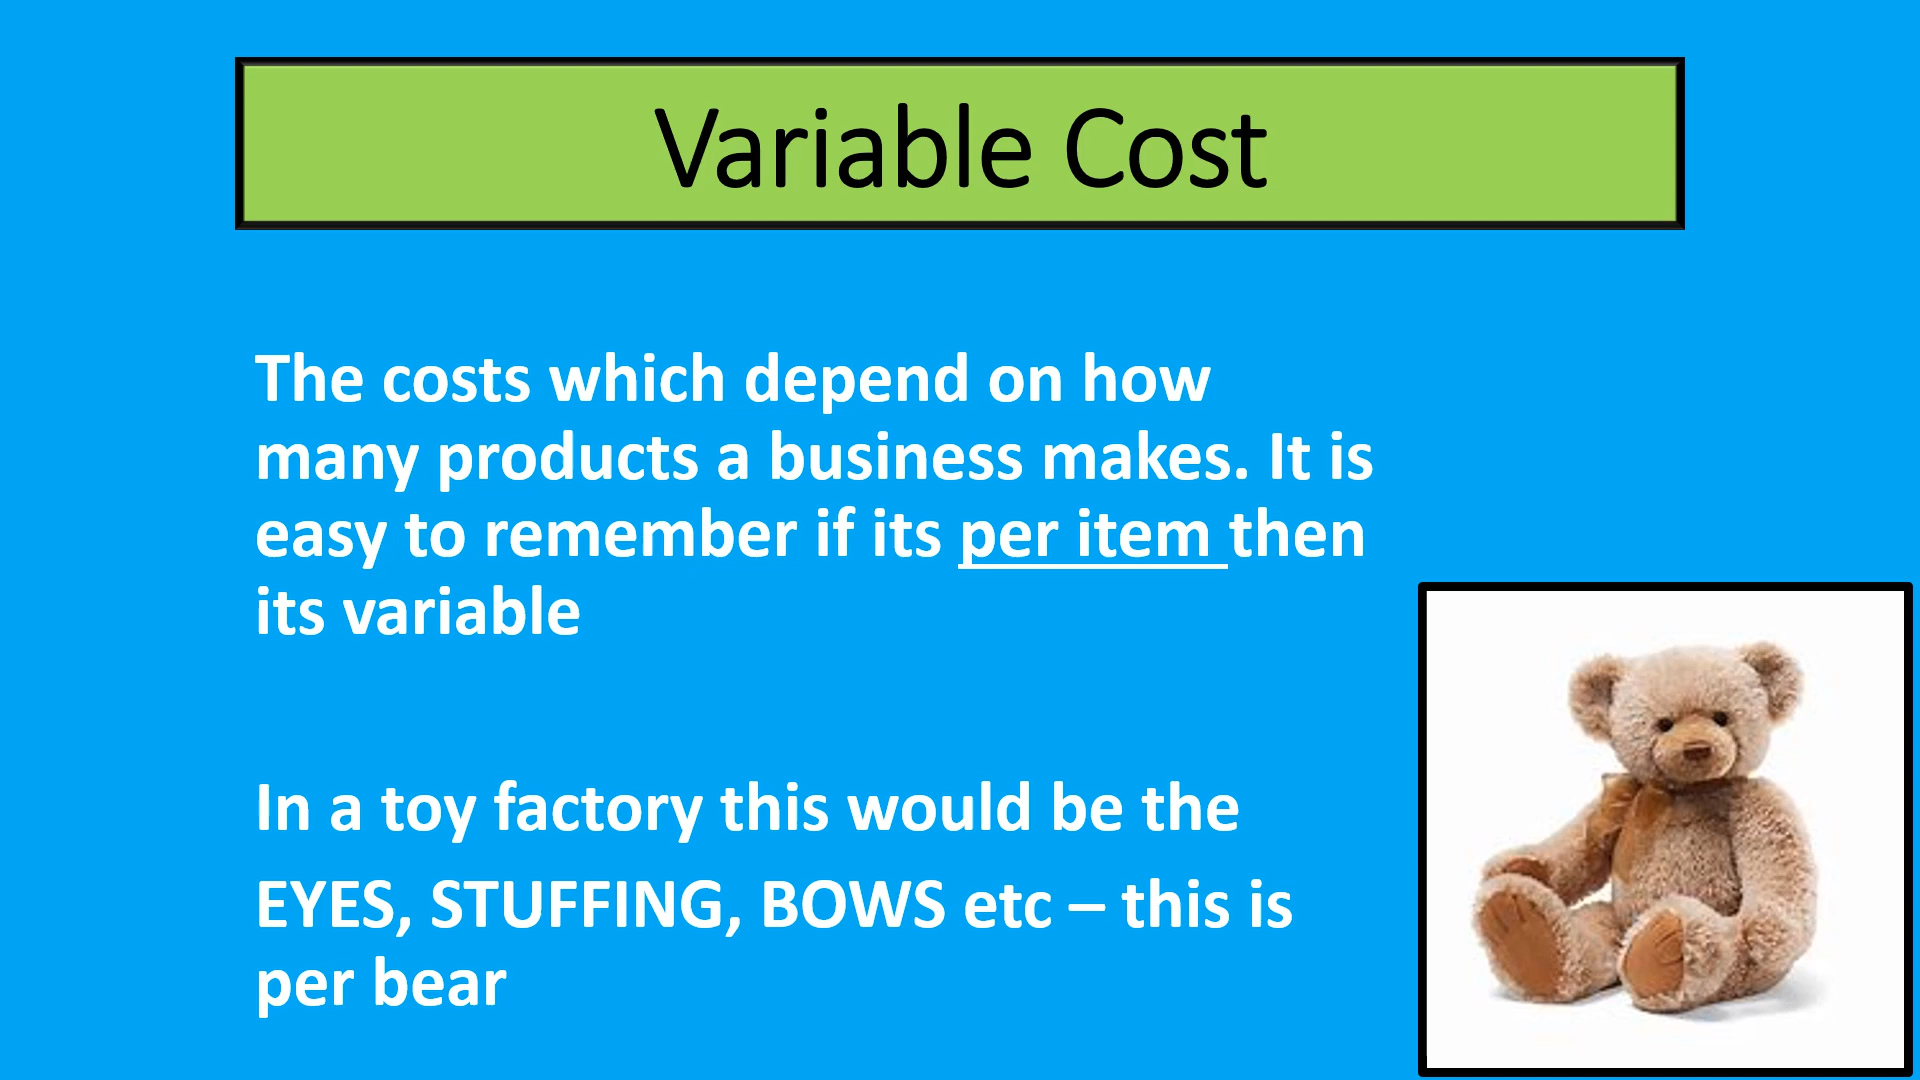 Variable Cost
The costs which depend on how
many products a business makes. It is
easy to remember if its per item then
its variable
In a toy factory this would be the
EYES, STUFFING, BOWS etc – this is
per bear